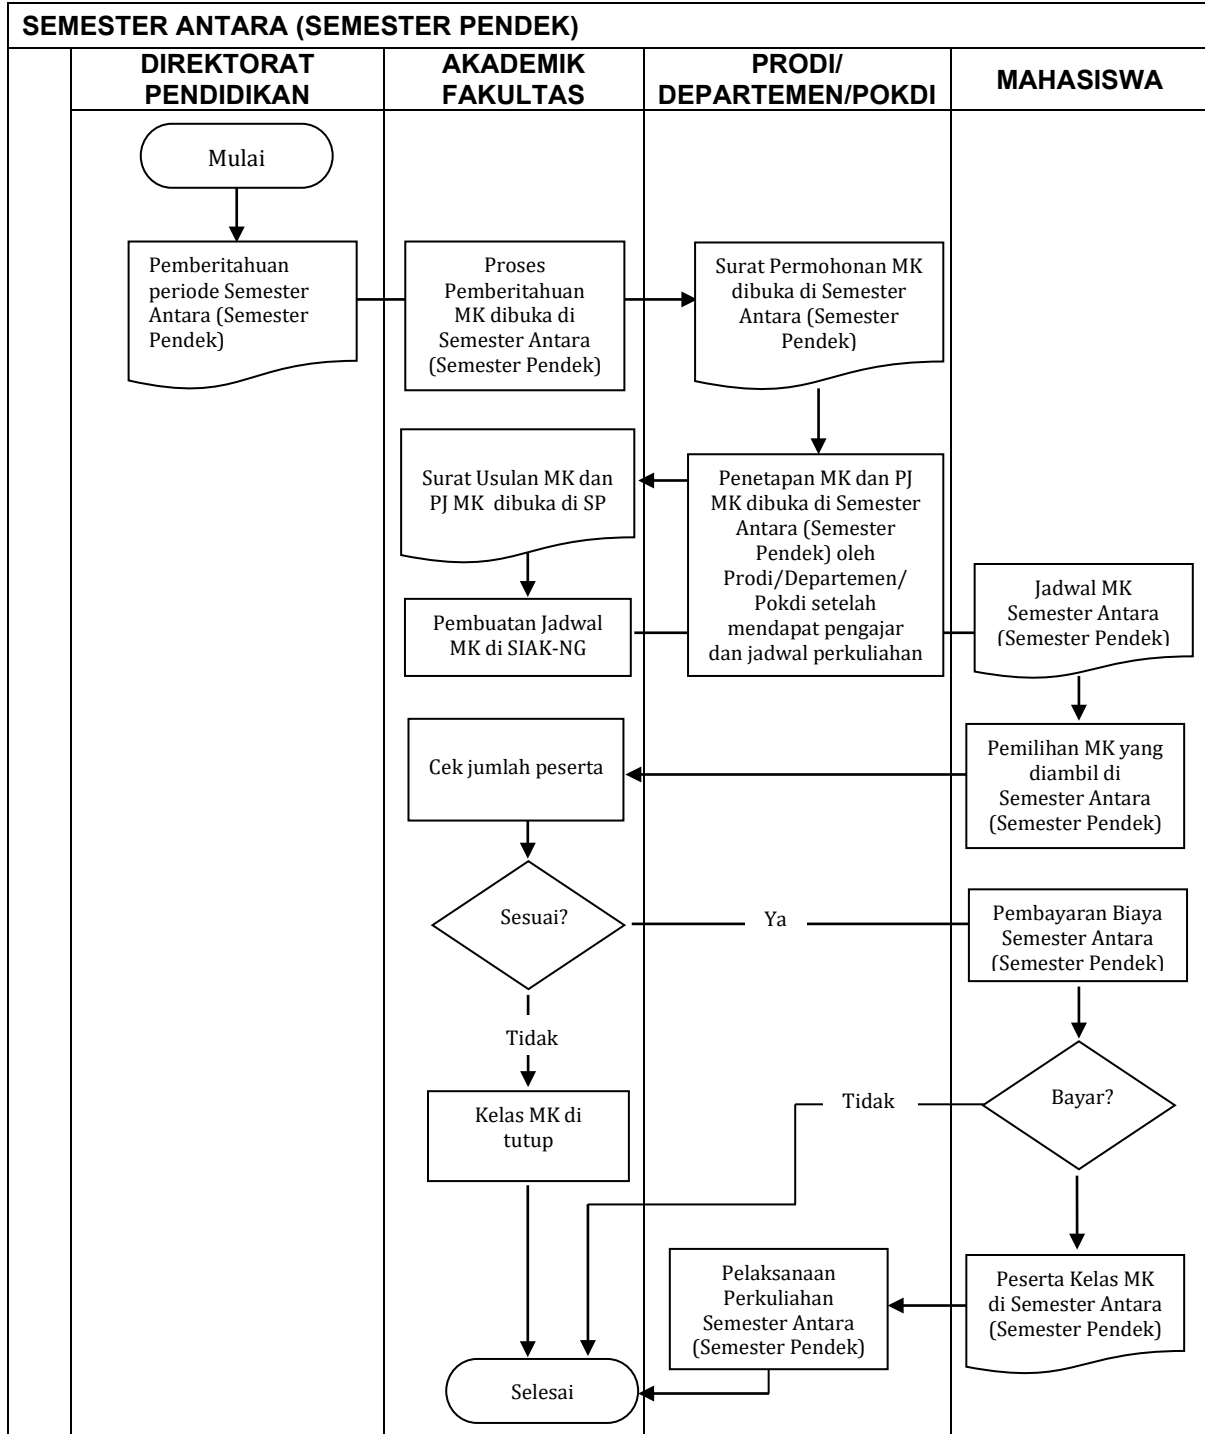 SEMESTER ANTARA (SEMESTER PENDEK)
DIREKTORAT
PENDIDIKAN
AKADEMIK
FAKULTAS
PRODI/
DEPARTEMEN/POKDI
MAHASISWA
Mulai
Pemberitahuan
periode Semester
Antara (Semester
Pendek)
Proses
Pemberitahuan
MK dibuka di
Semester Antara
(Semester Pendek)
Surat Permohonan MK
dibuka di Semester
Antara (Semester
Pendek)
Surat Usulan MK dan
PJ MK dibuka di SP
Penetapan MK dan PJ
MK dibuka di Semester
Antara (Semester
Pendek) oleh
Prodi/Departemen/
Pokdi setelah
mendapat pengajar
dan jadwal perkuliahan
Pembuatan Jadwal
MK di SIAK-NG
Jadwal MK
Semester Antara
(Semester Pendek)
Pemilihan MK yang
diambil di
Semester Antara
(Semester Pendek)
Cek jumlah peserta
Sesuai?
Ya
Pembayaran Biaya
Semester Antara
(Semester Pendek)
Tidak
Kelas MK di
tutup
Bayar?
Tidak
Peserta Kelas MK
di Semester Antara
(Semester Pendek)
Pelaksanaan
Perkuliahan
Semester Antara
(Semester Pendek)
Selesai